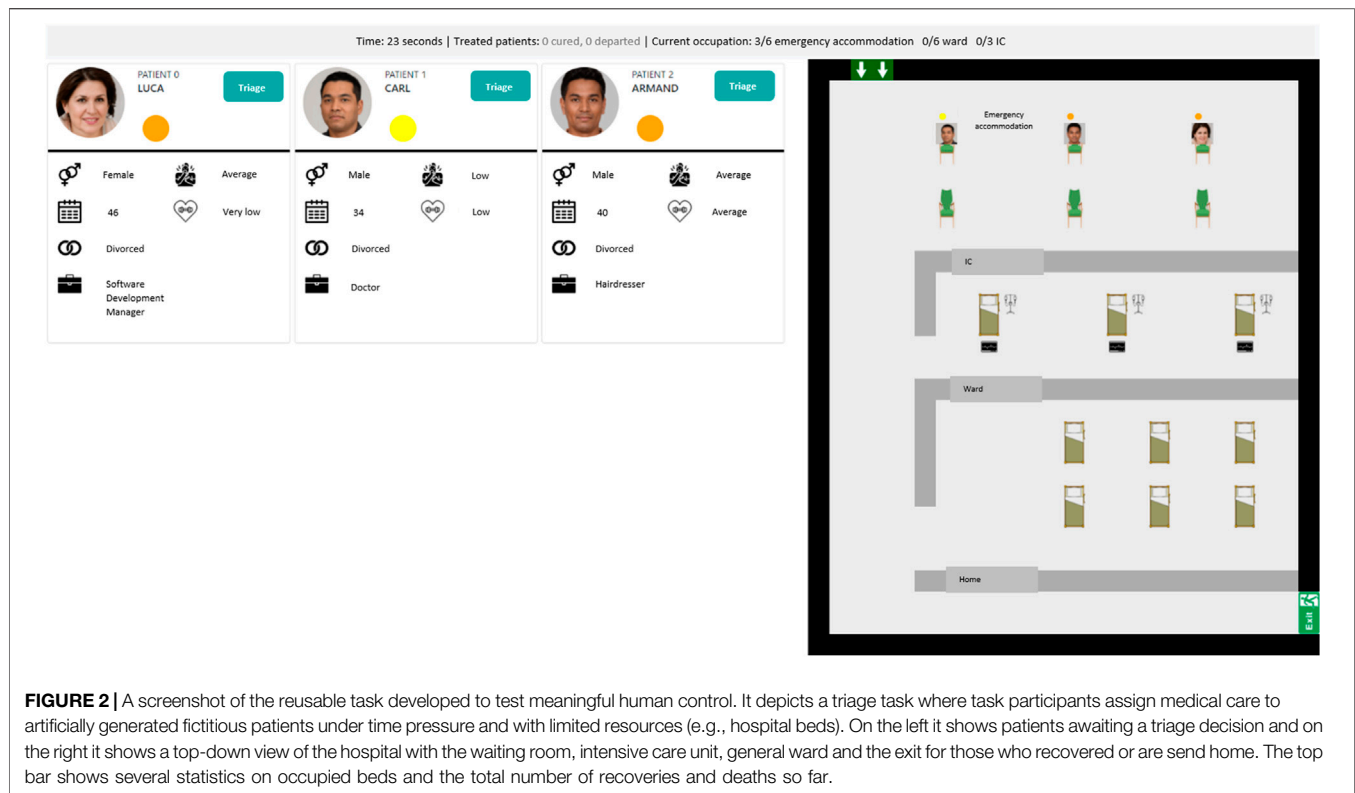 Time: 23 seconds | Treated patients: 0 cured, 0 departed | Current occupation: 3/6 emergency accommodation 0/6 ward 0/3 IC
PATIENT 0
LUCA
Triage
Female
Average
46
Very low
Divorced
Software
Development
Manager
PATIENT 1
CARL
Triage
Male
Low
34
Low
Divorced
Doctor
PATIENT 2
ARMAND
Triage
Male
Average
40
Average
Divorced
Hairdresser
Emergency
accommodation
IC
Ward
Home
Exit
FIGURE 2 | A screenshot of the reusable task developed to test meaningful human control. It depicts a triage task where task participants assign medical care to
artificially generated fictitious patients under time pressure and with limited resources (e.g., hospital beds). On the left it shows patients awaiting a triage decision and on
the right it shows a top-down view of the hospital with the waiting room, intensive care unit, general ward and the exit for those who recovered or are send home. The top
bar shows several statistics on occupied beds and the total number of recoveries and deaths so far.